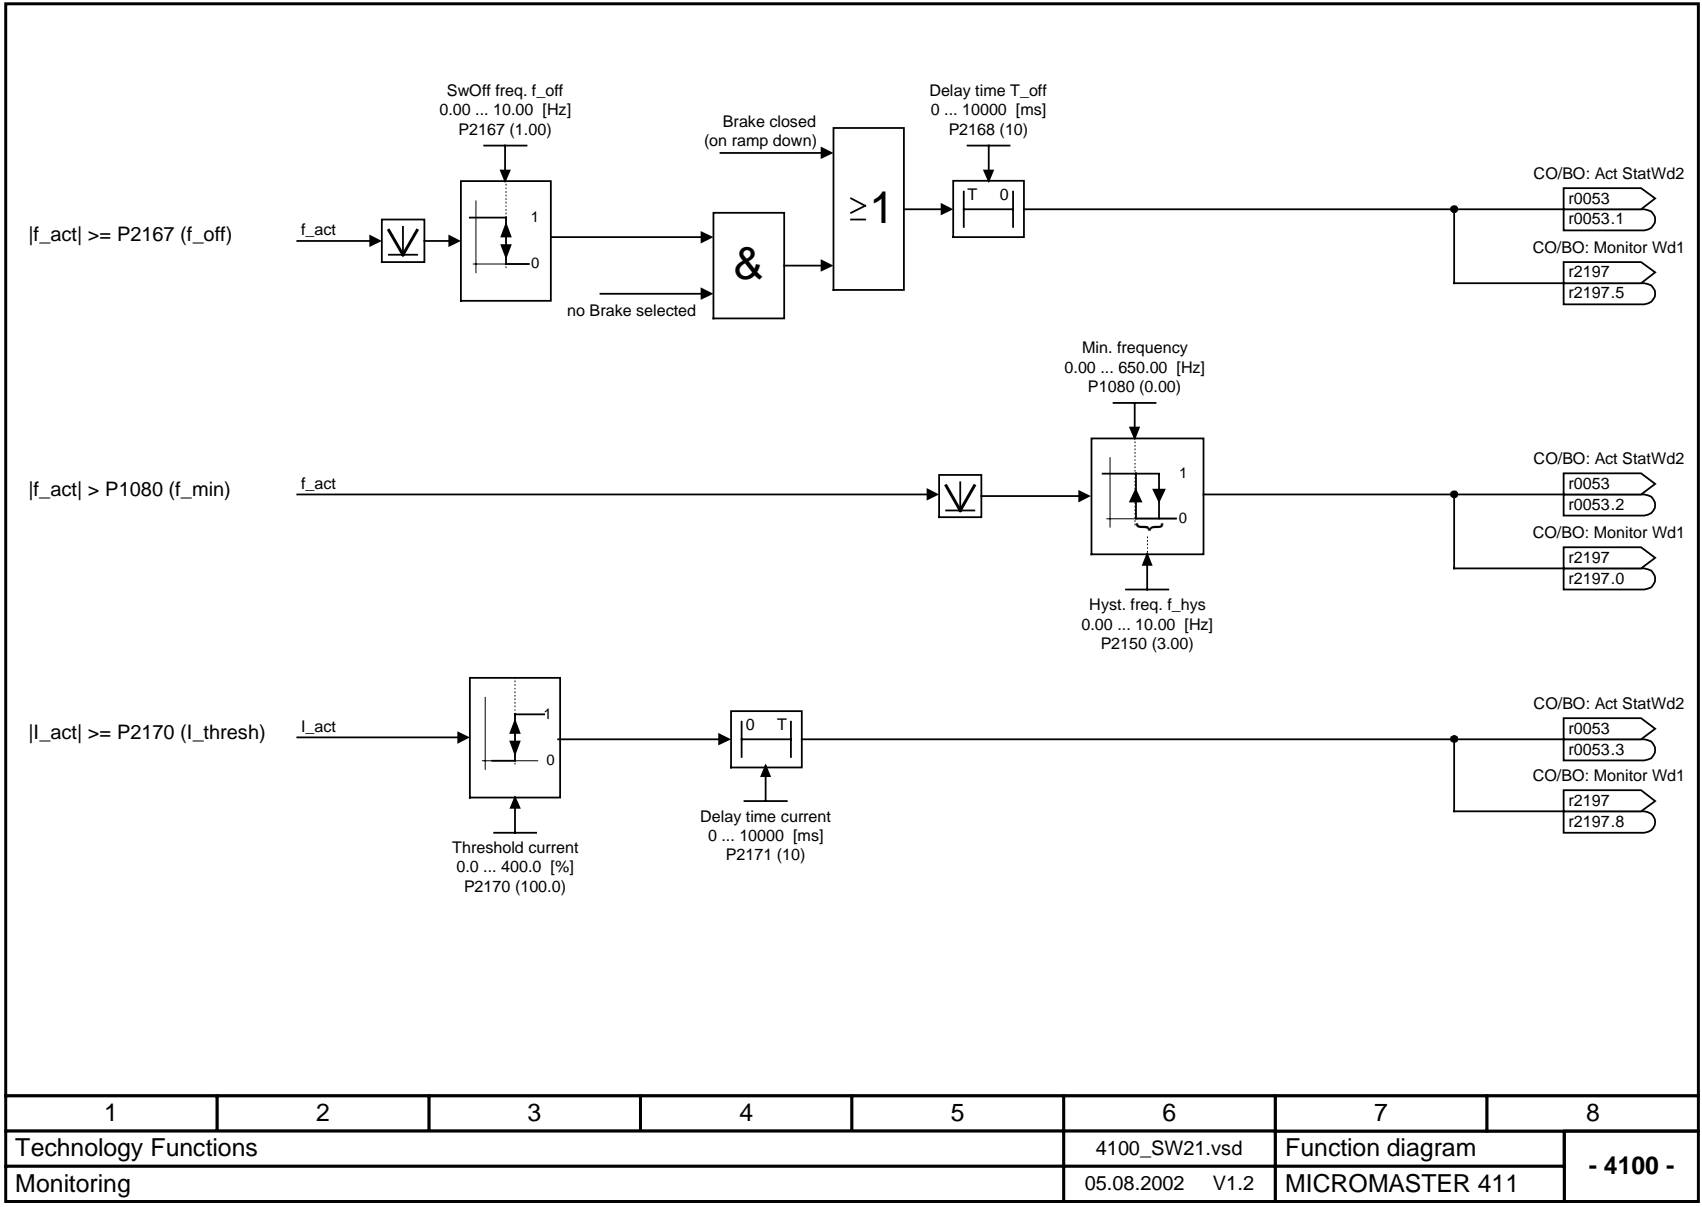 SwOff freq. f_off
0.00 ... 10.00 [Hz]
P2167 (1.00)
Brake closed
(on ramp down)
Delay time T_off
0 ... 10000 [ms]
P2168 (10)
|f_act| >= P2167 (f_off)
f_act
1
0
no Brake selected
&
≥1
T 0
CO/BO: Act StatWd2
r0053
r0053.1
CO/BO: Monitor Wd1
r2197
r2197.5
Min. frequency
0.00 ... 650.00 [Hz]
P1080 (0.00)
|f_act| > P1080 (f_min)
f_act
1
0
Hyst. freq. f_hys
0.00 ... 10.00 [Hz]
P2150 (3.00)
CO/BO: Act StatWd2
r0053
r0053.2
CO/BO: Monitor Wd1
r2197
r2197.0
|I_act| >= P2170 (I_thresh)
I_act
1
0
Threshold current
0.0 ... 400.0 [%]
P2170 (100.0)
0 T
Delay time current
0 ... 10000 [ms]
P2171 (10)
CO/BO: Act StatWd2
r0053
r0053.3
CO/BO: Monitor Wd1
r2197
r2197.8
1 2 3 4 5 6 7 8
Technology Functions 4100_SW21.vsd Function diagram
- 4100 -
Monitoring 05.08.2002 V1.2 MICROMASTER 411